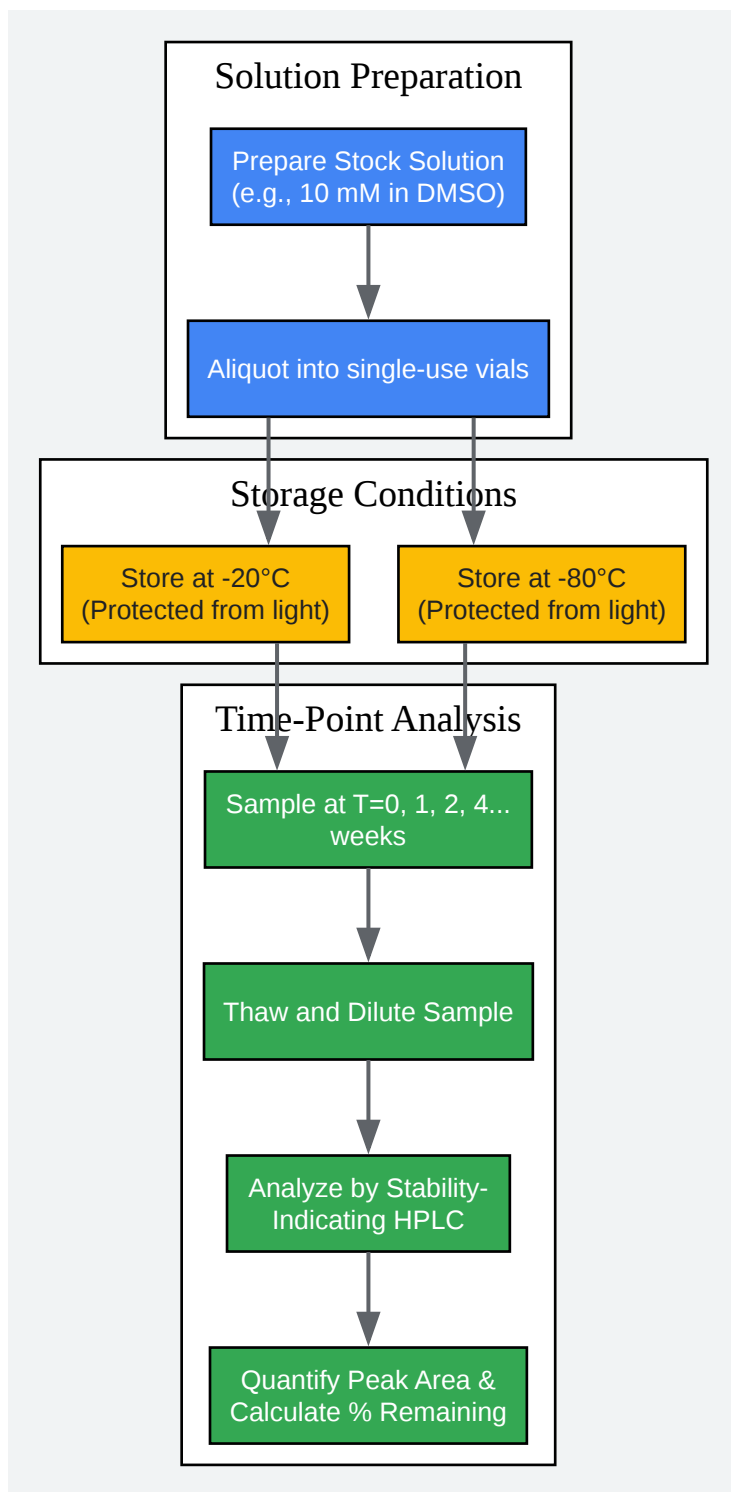 Solution Preparation
Prepare Stock Solution
(e.g., 10 mM in DMSO)
Aliquot into single-use vials
Storage Conditions
Store at -20°C
(Protected from light)
Store at -80°C
(Protected from light)
Time-Point Analysis
Sample at T=0, 1, 2, 4...
weeks
Thaw and Dilute Sample
Analyze by Stability-
Indicating HPLC
Quantify Peak Area &
Calculate % Remaining